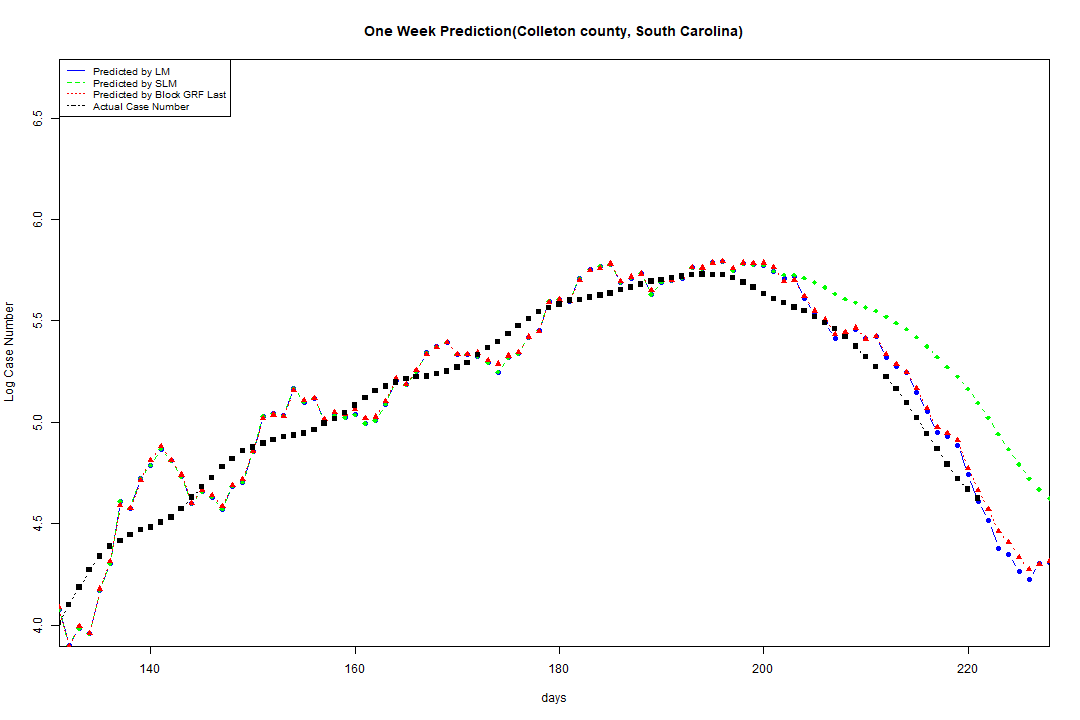 One Week Prediction(Colleton county, South Carolina)
Predicted by LM
Predicted by SLM
Predicted by Block GRF Last
Actual Case Number
Log Case Number
6.5
6.0
5.5
5.0
4.5
4.0
140 160 180 200 220
days